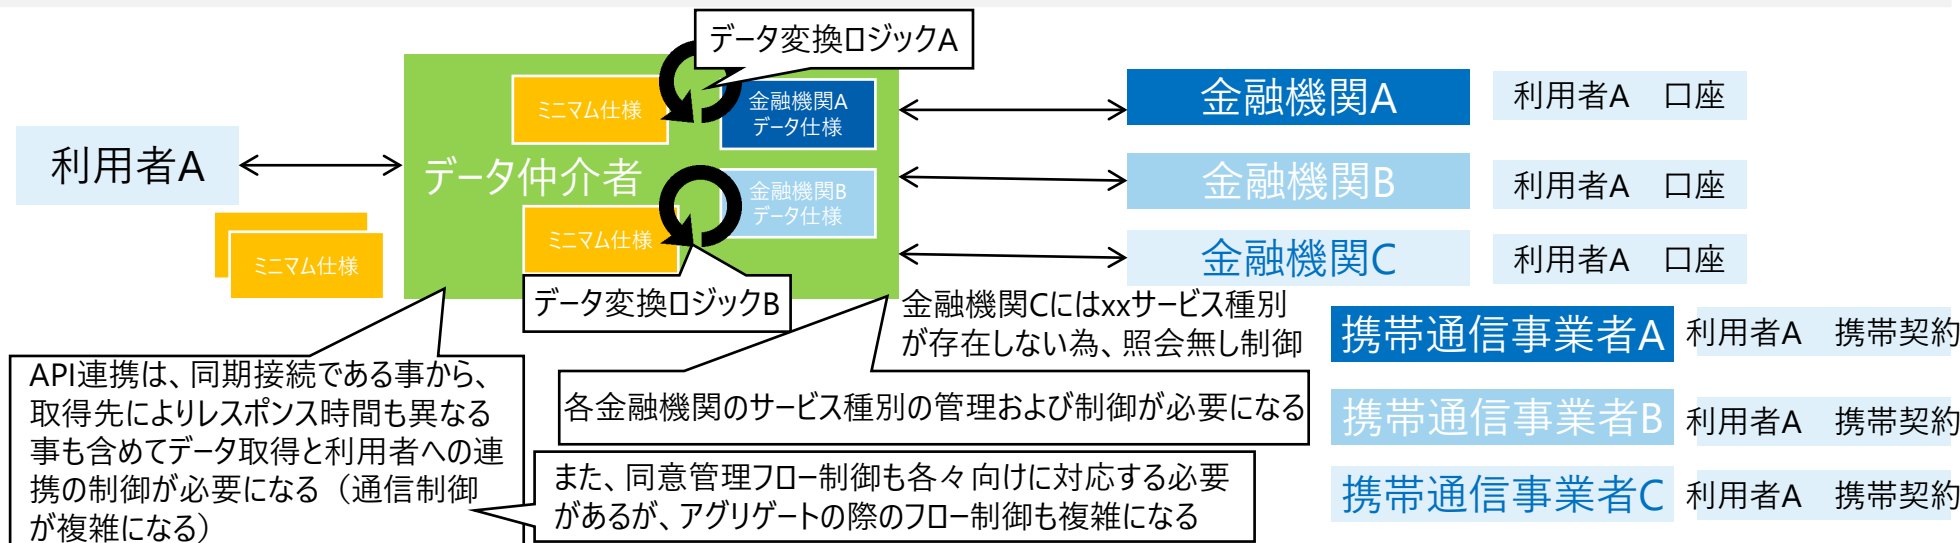 データ変換ロジックA
ミニマム仕様
金融機関A
データ仕様
金融機関A
利用者A　口座
利用者A
データ仲介者
金融機関B
データ仕様
金融機関B
利用者A　口座
ミニマム仕様
ミニマム仕様
金融機関C
利用者A　口座
データ変換ロジックB
金融機関Cにはxxサービス種別
が存在しない為、照会無し制御
携帯通信事業者A
利用者A　携帯契約
API連携は、同期接続である事から、
取得先によりレスポンス時間も異なる
事も含めてデータ取得と利用者への連
携の制御が必要になる（通信制御
が複雑になる）
各金融機関のサービス種別の管理および制御が必要になる
携帯通信事業者B
利用者A　携帯契約
また、同意管理フロー制御も各々向けに対応する必要
があるが、アグリゲートの際のフロー制御も複雑になる
携帯通信事業者C
利用者A　携帯契約